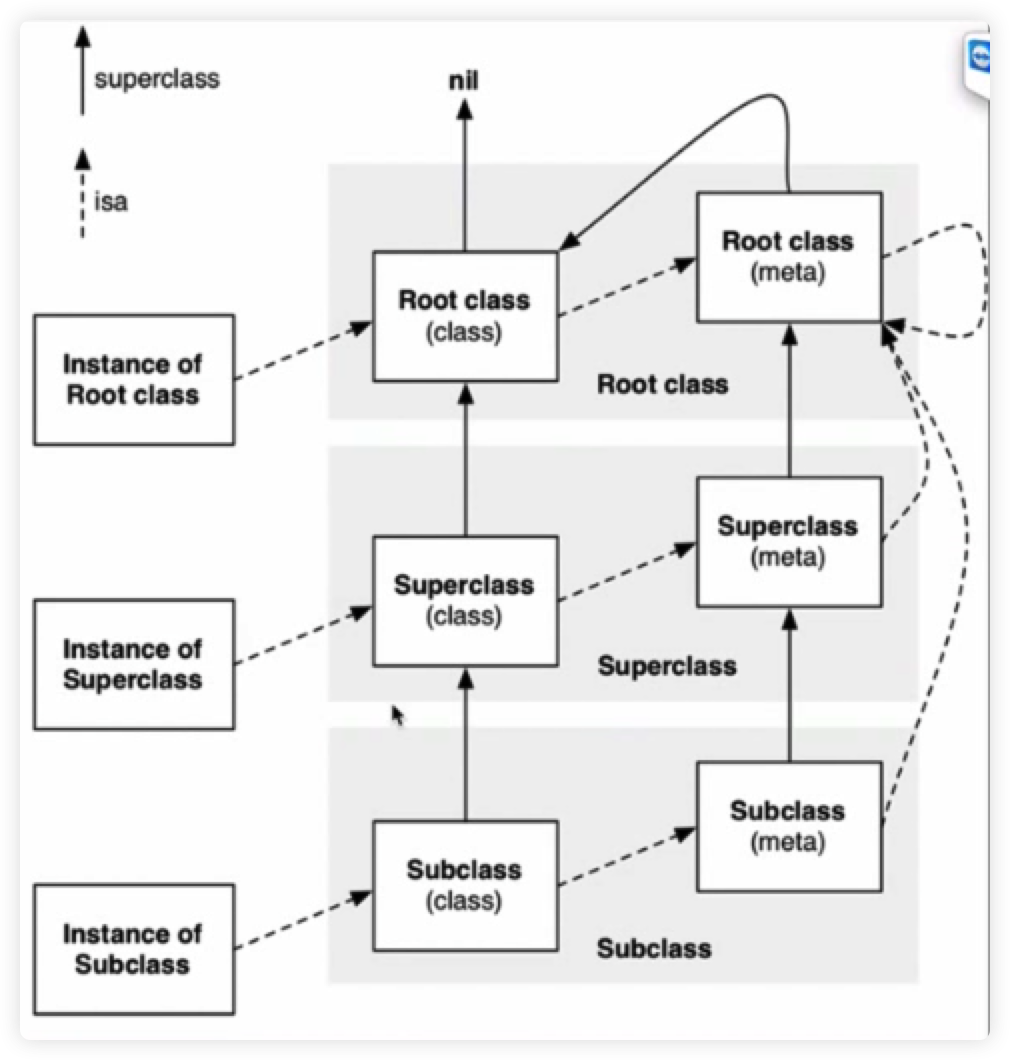 superclass
nil
isa
Root class
(meta)
Root class
(class)
Instance of
Root class
Root class
Superclass
(meta)
Superclass
(class)
Instance of
Superclass
Superclass
Subclass
(meta)
Subclass
(class)
Instance of
Subclass
Subclass